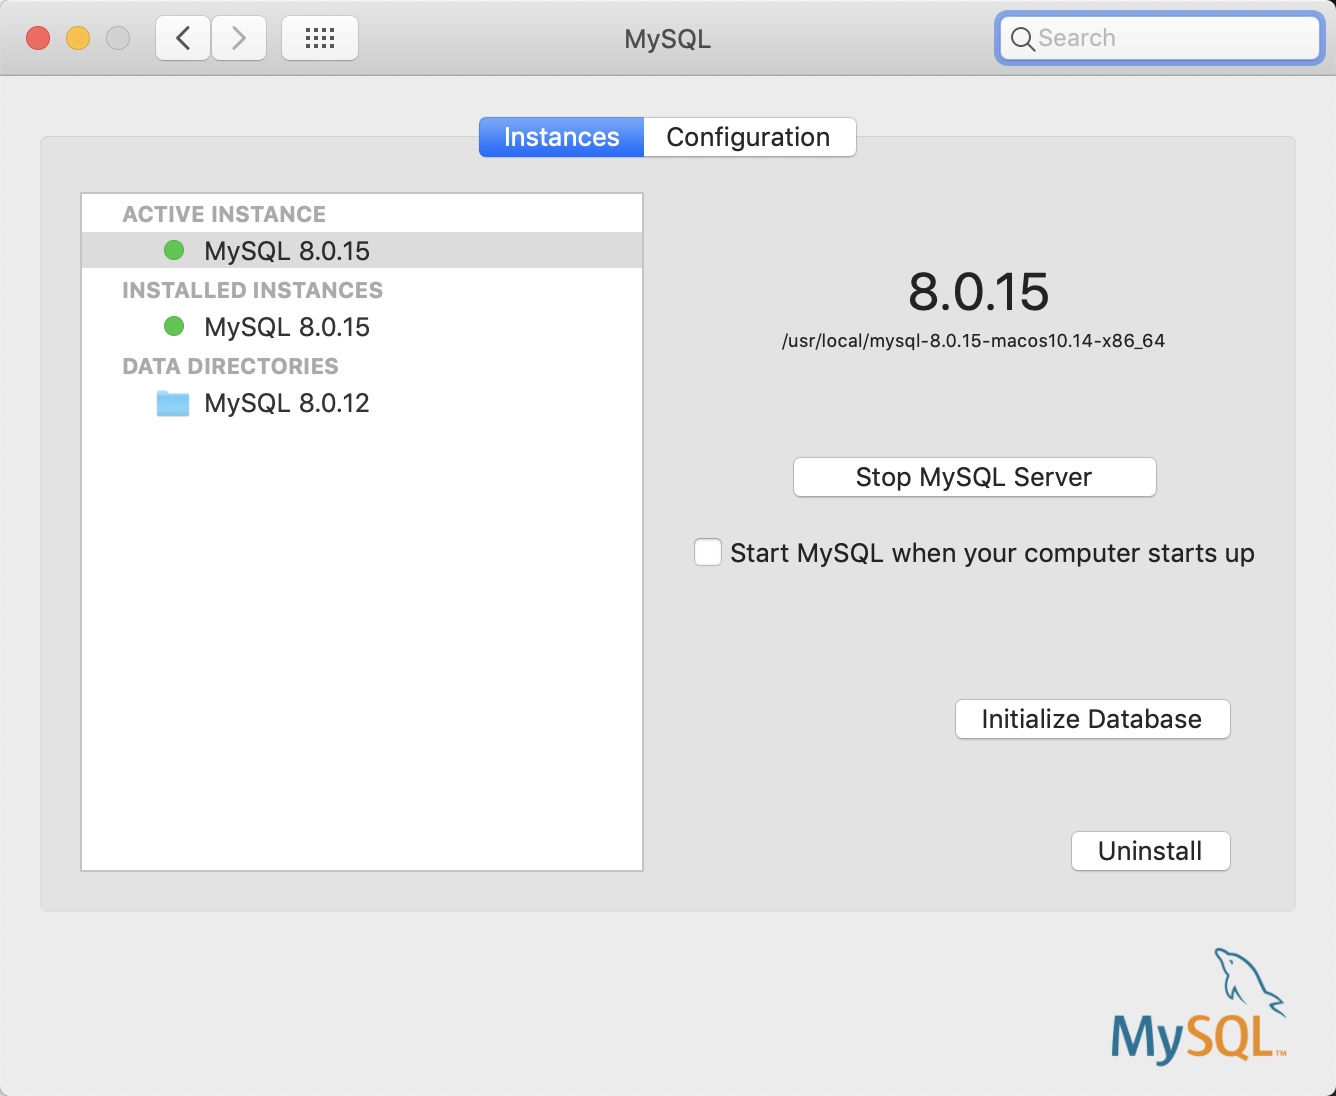 MySQL
Search
Instances
Configuration
ACTIVE INSTANCE
MySQL 8.0.15
INSTALLED INSTANCES
MySQL 8.0.15
DATA DIRECTORIES
MySQL 8.0.12
8.0.15
/usr/local/mysql-8.0.15-macos10.14-x86_64
Stop MySQL Server
Start MySQL when your computer starts up
Initialize Database
Uninstall
MySQL™